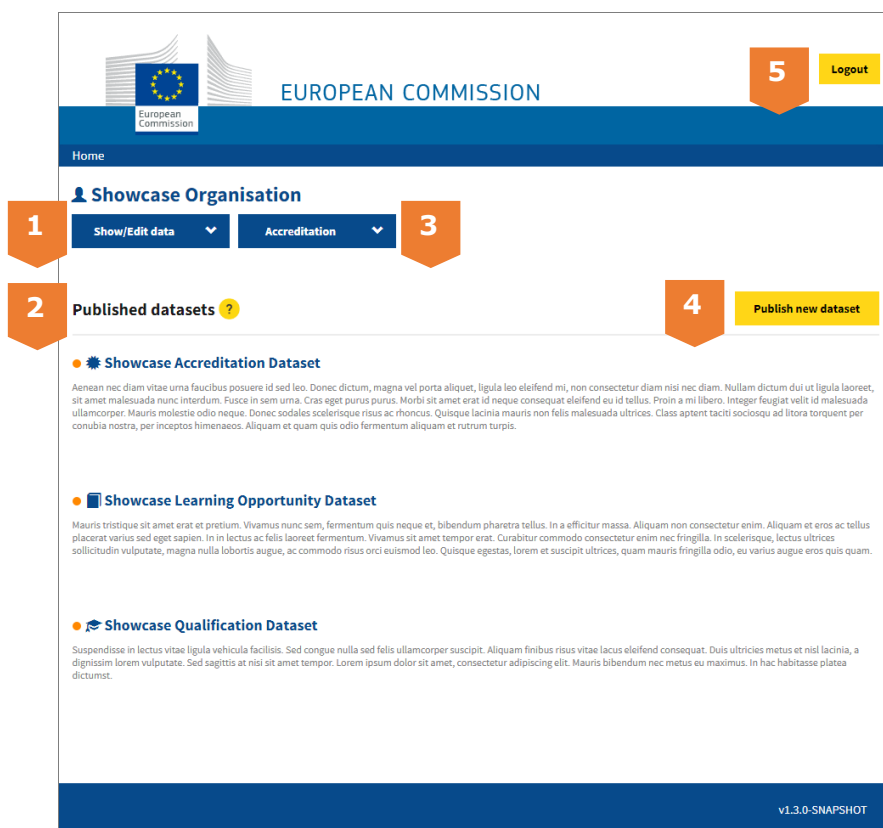 5
Logout
EUROPEAN COMMISSION
European
Commission
Home
Showcase Organisation
1
Show/Edit data
Accreditation
3
2
Published datasets ?
4
Publish new dataset
Showcase Accreditation Dataset
Aenean nec diam vitae urna faucibus posuere id sed leo. Donec dictum, magna vel porta aliquet, ligula leo eleifend mi, non consectetur diam nisi nec diam. Nullam dictum dui ut ligula laoreet,
sit amet malesuada nunc interdum. Fusce in sem urna. Cras eget purus purus. Morbi sit amet erat id neque consequat eleifend eu id tellus. Proin a mi libero. Integer feugiat velit id malesuada
ullamcorper. Mauris molestie odio neque. Donec sodales scelerisque risus ac rhoncus. Quisque lacinia mauris non felis malesuada ultrices. Class aptent taciti sociosqu ad litora torquent per
conubia nostra, per inceptos himenaeos. Aliquam et quam quis odio fermentum aliquam et rutrum turpis.
Showcase Learning Opportunity Dataset
Mauris tristique sit amet erat et pretium. Vivamus nunc sem, fermentum quis neque et, bibendum pharetra tellus. In a efficitur massa. Aliquam non consectetur enim. Aliquam et eros ac tellus
placerat varius sed eget sapien. In in lectus ac felis laoreet fermentum. Vivamus sit amet tempor erat. Curabitur commodo consectetur enim nec fringilla. In scelerisque, lectus ultrices
sollicitudin vulputate, magna nulla lobortis augue, ac commodo risus orci euismod leo. Quisque egestas, lorem et suscipit ultrices, quam mauris fringilla odio, eu varius augue eros quis quam.
Showcase Qualification Dataset
Suspendisse in lectus vitae ligula vehicula facilisis. Sed congue nulla sed felis ullamcorper suscipit. Aliquam finibus risus vitae lacus eleifend consequat. Duis ultricies metus et nisl lacinia, a
dignissim lorem vulputate. Sed sagittis at nisi sit amet tempor. Lorem ipsum dolor sit amet, consectetur adipiscing elit. Mauris bibendum nec metus eu maximus. In hac habitasse platea
dictumst.
v1.3.0-SNAPSHOT